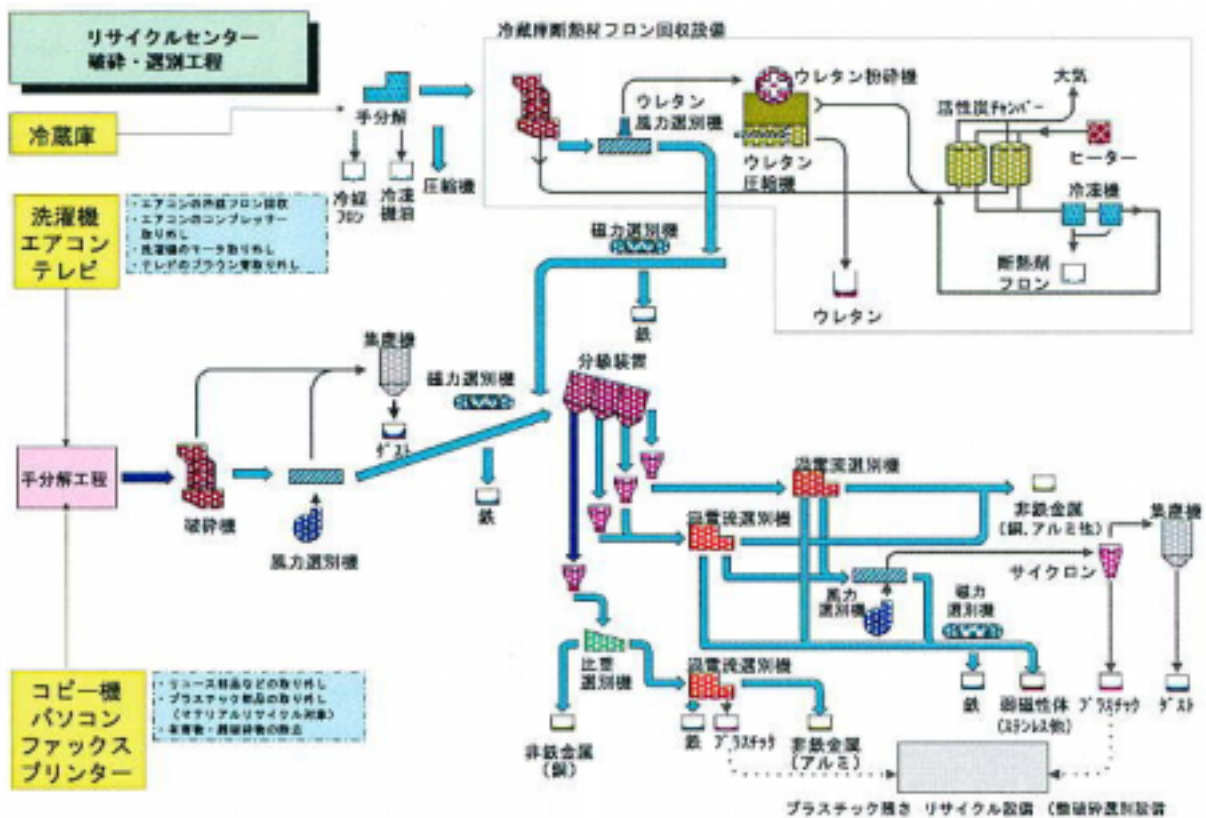 リサイクルセンター
破砕・選別工程
冷蔵庫断熱材フロン回収設備
冷蔵庫
手分解
冷媒
フロン
冷凍
機油
圧縮機
ウレタン
風力選別機
ウレタン粉砕機
ウレタン
圧縮機
大気
活性炭チャンバー
ヒーター
冷凍機
断熱剤
フロン
ウレタン
洗濯機
エアコン
テレビ
・エアコンの冷媒フロン回収
・エアコンのコンプレッサー
取り外し
・洗濯機のモータ取り外し
・テレビのブラウン管取り外し
磁力選別機
鉄
集塵機
ダスト
磁力選別機
鉄
分級装置
手分解工程
破砕機
風力選別機
渦電流選別機
非鉄金属
(銅,アルミ他)
集塵機
渦電流選別機
サイクロン
風力
選別機
磁力
選別機
比重
選別機
渦電流選別機
鉄
弱磁性体
(ステンレス他)
プラスチック
ダスト
非鉄金属
(銅)
鉄
プラスチック
非鉄金属
(アルミ)
コピー機
パソコン
ファックス
プリンター
・リユース部品などの取り外し
・プラスチック部品の取り外し
(マテリアルリサイクル対象)
プラスチック
リサイクル設備